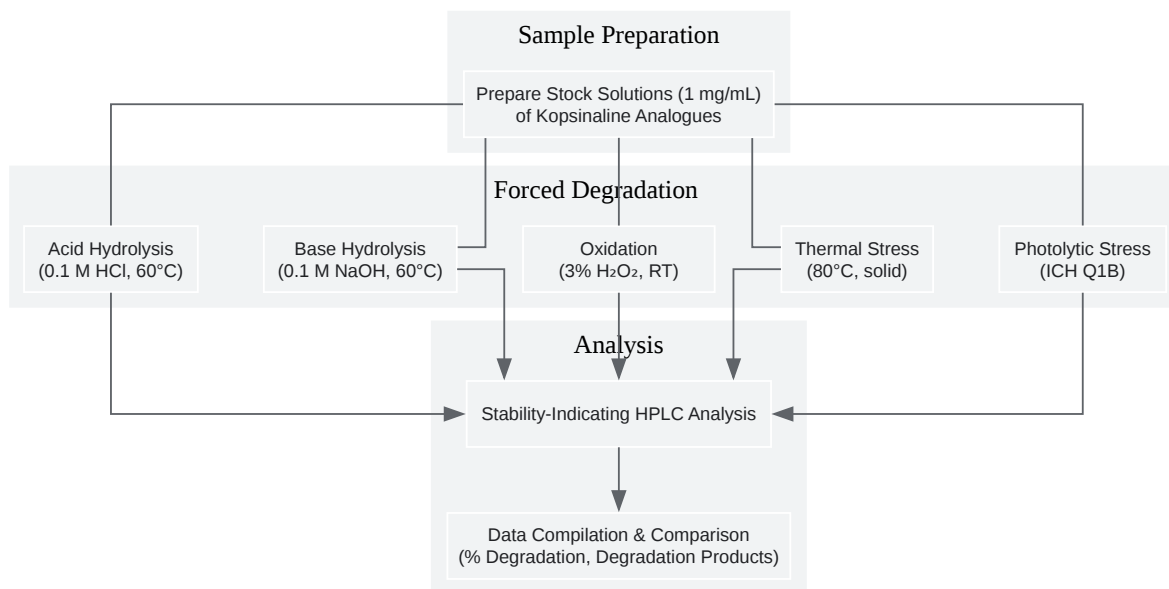 Sample Preparation
Prepare Stock Solutions (1 mg/mL)
of Kopsinaline Analogues
Forced Degradation
Acid Hydrolysis
(0.1 M HCl, 60°C)
Base Hydrolysis
(0.1 M NaOH, 60°C)
Oxidation
(3% H₂O₂, RT)
Thermal Stress
(80°C, solid)
Photolytic Stress
(ICH Q1B)
Analysis
Stability-Indicating HPLC Analysis
Data Compilation & Comparison
(% Degradation, Degradation Products)